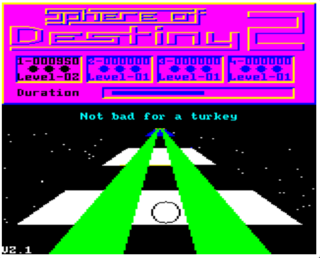 Sphere of
Destiny 2
1-000950 2-000000 3-000000 4-000000
Level-02 Level-01 Level-01 Level-01
Duration
Not bad for a turkey
V2.1